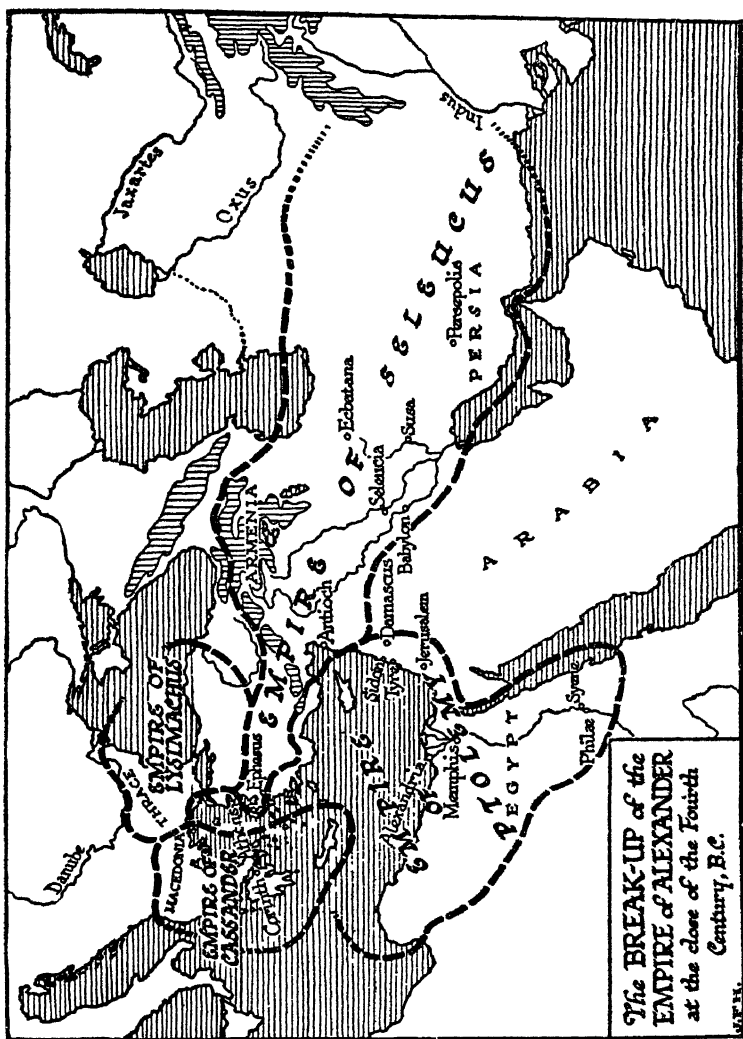 Jaxartes
Oxus
Indus
EMPIRE OF SELEUCUS
Ecbatana
Persepolis
PERSIA
Susa
Seleucia
Babylon
ARMENIA
Antioch
Damascus
Jerusalem
Sidon
Tyre
ARABIA
EMPIRE OF
LYSIMACHUS
THRACE
Danube
MACEDONIA
EMPIRE OF
CASSANDER
Corinth
Ephesus
EMPIRE OF PTOLEMY
Alexandria
Memphis
EGYPT
Syene
Philae
The BREAK-UP of the
EMPIRE of ALEXANDER
at the close of the Fourth
Century, B.C.
J.F.H.